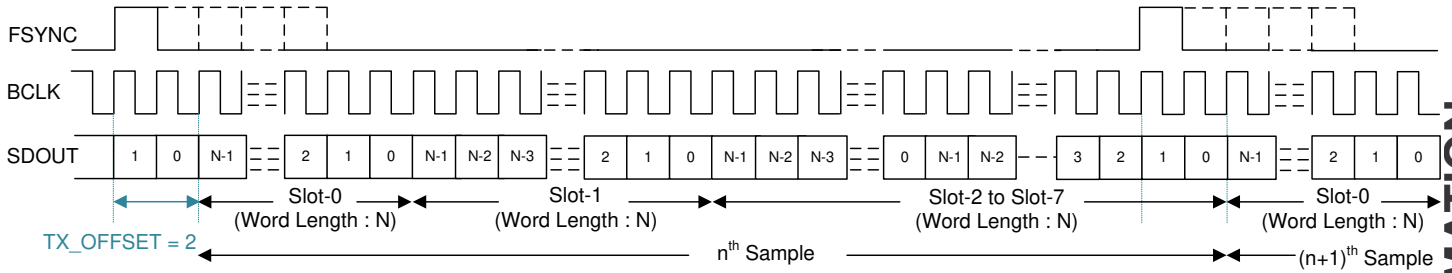 FSYNC
BCLK
SDOUT
1 0 N-1 2 1 0 N-1 N-2 N-3 2 1 0 N-1 N-2 N-3 0 N-1 N-2 3 2 1 0 N-1 2 1 0
Slot-0 Slot-1 Slot-2 to Slot-7 Slot-0
(Word Length : N) (Word Length : N) (Word Length : N) (Word Length : N)
TX_OFFSET = 2
nth Sample (n+1)th Sample